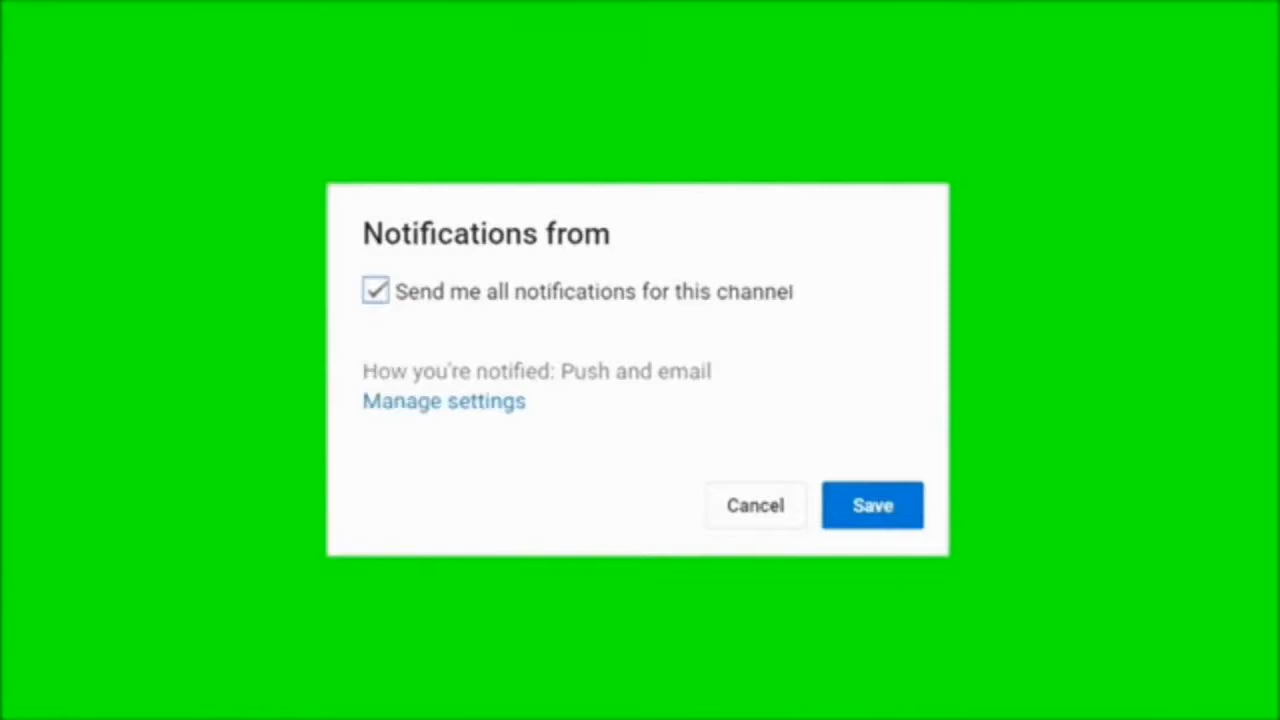 Notifications from
Send me all notifications for this channel
How you're notified: Push and email
Manage settings
Cancel Save